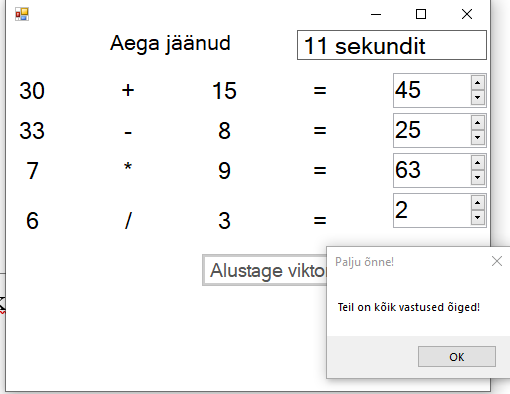 Aega jäänud 11 sekundit
30 + 15 = 45
33 - 8 = 25
7 * 9 = 63
6 / 3 = 2
Alustage
Palju õnne!
Teil on kõik vastused õiged!
OK